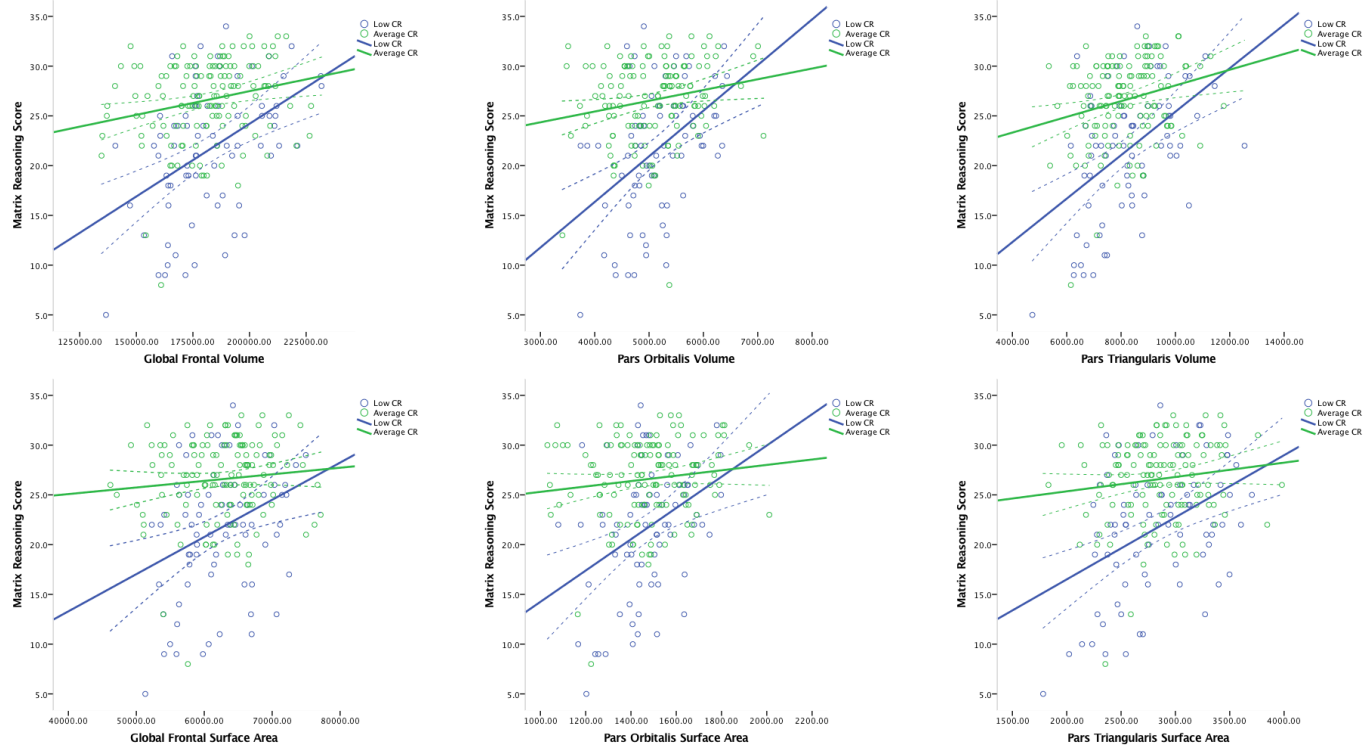 35.0
30.0
25.0
20.0
15.0
10.0
5.0
Matrix Reasoning Score
125000.00 150000.00 175000.00 200000.00 225000.00
Global Frontal Volume
Low CR
Average CR
Low CR
Average CR
35.0
30.0
25.0
20.0
15.0
10.0
5.0
Matrix Reasoning Score
3000.00 4000.00 5000.00 6000.00 7000.00 8000.00
Pars Orbitalis Volume
Low CR
Average CR
Low CR
Average CR
35.0
30.0
25.0
20.0
15.0
10.0
5.0
Matrix Reasoning Score
4000.00 6000.00 8000.00 10000.00 12000.00 14000.00
Pars Triangularis Volume
Low CR
Average CR
Low CR
Average CR
35.0
30.0
25.0
20.0
15.0
10.0
5.0
Matrix Reasoning Score
40000.00 50000.00 60000.00 70000.00 80000.00
Global Frontal Surface Area
Low CR
Average CR
Low CR
Average CR
35.0
30.0
25.0
20.0
15.0
10.0
5.0
Matrix Reasoning Score
1000.00 1200.00 1400.00 1600.00 1800.00 2000.00 2200.00
Pars Orbitalis Surface Area
Low CR
Average CR
Low CR
Average CR
35.0
30.0
25.0
20.0
15.0
10.0
5.0
Matrix Reasoning Score
1500.00 2000.00 2500.00 3000.00 3500.00 4000.00
Pars Triangularis Surface Area
Low CR
Average CR
Low CR
Average CR